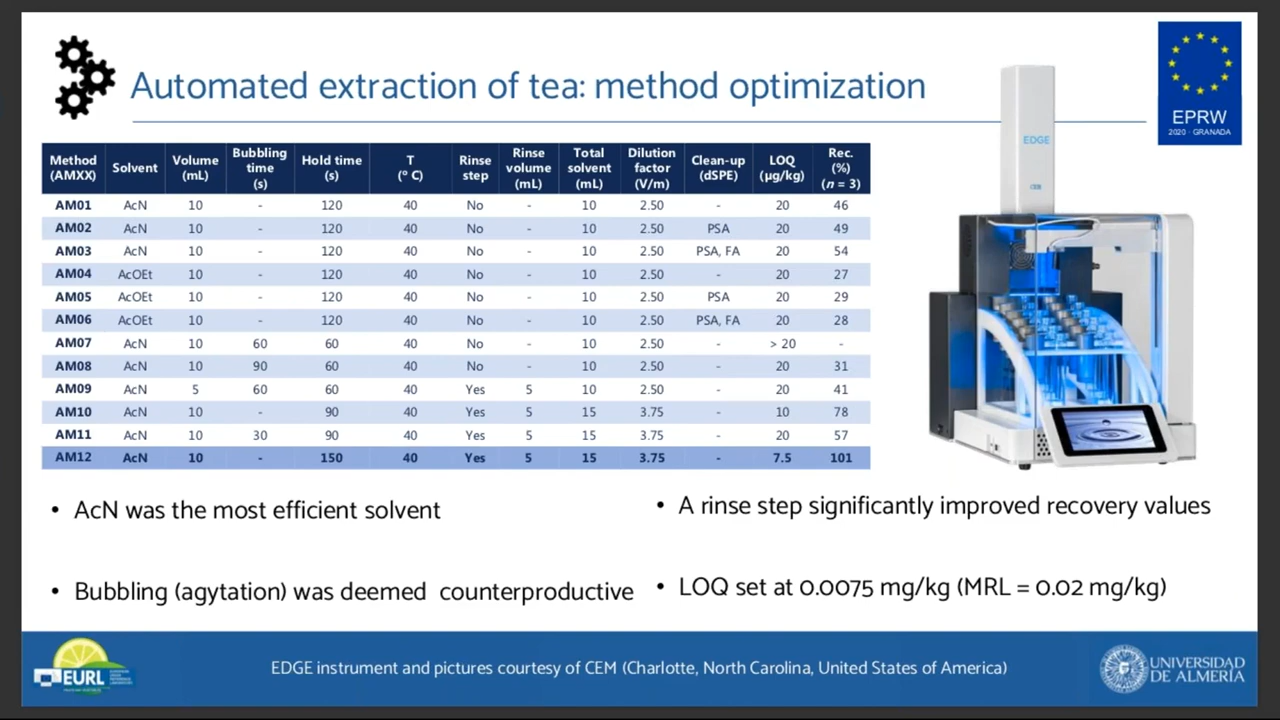 Automated extraction of tea: method optimization
EPRW
2020 · GRANADA
EDGE
CEM
Method (AMXX) Solvent Volume (mL) Bubbling time (s) Hold time (s) T (º C) Rinse step Rinse volume (mL) Total solvent (mL) Dilution factor (V/m) Clean-up (dSPE) LOQ (µg/kg) Rec. (%) (n = 3)
AM01 AcN 10 - 120 40 No - 10 2.50 - 20 46
AM02 AcN 10 - 120 40 No - 10 2.50 PSA 20 49
AM03 AcN 10 - 120 40 No - 10 2.50 PSA, FA 20 54
AM04 AcOEt 10 - 120 40 No - 10 2.50 - 20 27
AM05 AcOEt 10 - 120 40 No - 10 2.50 PSA 20 29
AM06 AcOEt 10 - 120 40 No - 10 2.50 PSA, FA 20 28
AM07 AcN 10 60 60 40 No - 10 2.50 - > 20 -
AM08 AcN 10 90 60 40 No - 10 2.50 - 20 31
AM09 AcN 5 60 60 40 Yes 5 10 2.50 - 20 41
AM10 AcN 10 - 90 40 Yes 5 15 3.75 - 10 78
AM11 AcN 10 30 90 40 Yes 5 15 3.75 - 20 57
AM12 AcN 10 - 150 40 Yes 5 15 3.75 - 7.5 101
• AcN was the most efficient solvent
• Bubbling (agytation) was deemed counterproductive
• A rinse step significantly improved recovery values
• LOQ set at 0.0075 mg/kg (MRL = 0.02 mg/kg)
EURL
EDGE instrument and pictures courtesy of CEM (Charlotte, North Carolina, United States of America)
UNIVERSIDAD
DE ALMERÍA